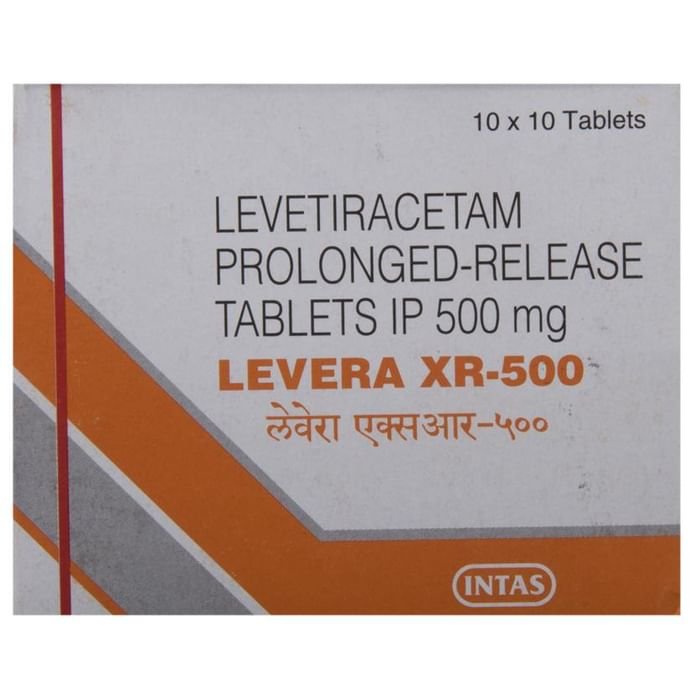 10 x 10 Tablets
LEVETIRACETAM
PROLONGED-RELEASE
TABLETS IP 500 mg
LEVERA XR-500
लेवेरा एक्सआर-५००
INTAS